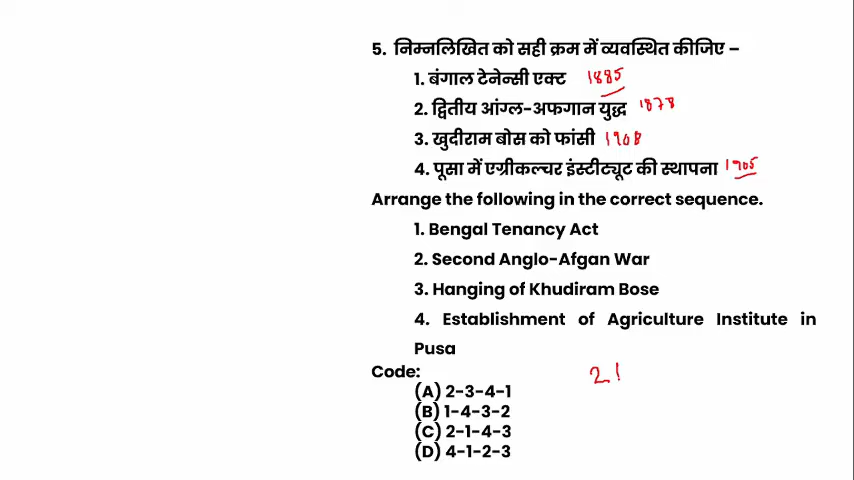 5. निम्नलिखित को सही क्रम में व्यवस्थित कीजिए –
1. बंगाल टेनेन्सी एक्ट 1885
2. द्वितीय आंग्ल-अफगान युद्ध 1878
3. खुदीराम बोस को फांसी 1908
4. पूसा में एग्रीकल्चर इंस्टीट्यूट की स्थापना 1905
Arrange the following in the correct sequence.
1. Bengal Tenancy Act
2. Second Anglo-Afgan War
3. Hanging of Khudiram Bose
4. Establishment of Agriculture Institute in
Pusa
Code:
21
(A) 2-3-4-1
(B) 1-4-3-2
(C) 2-1-4-3
(D) 4-1-2-3